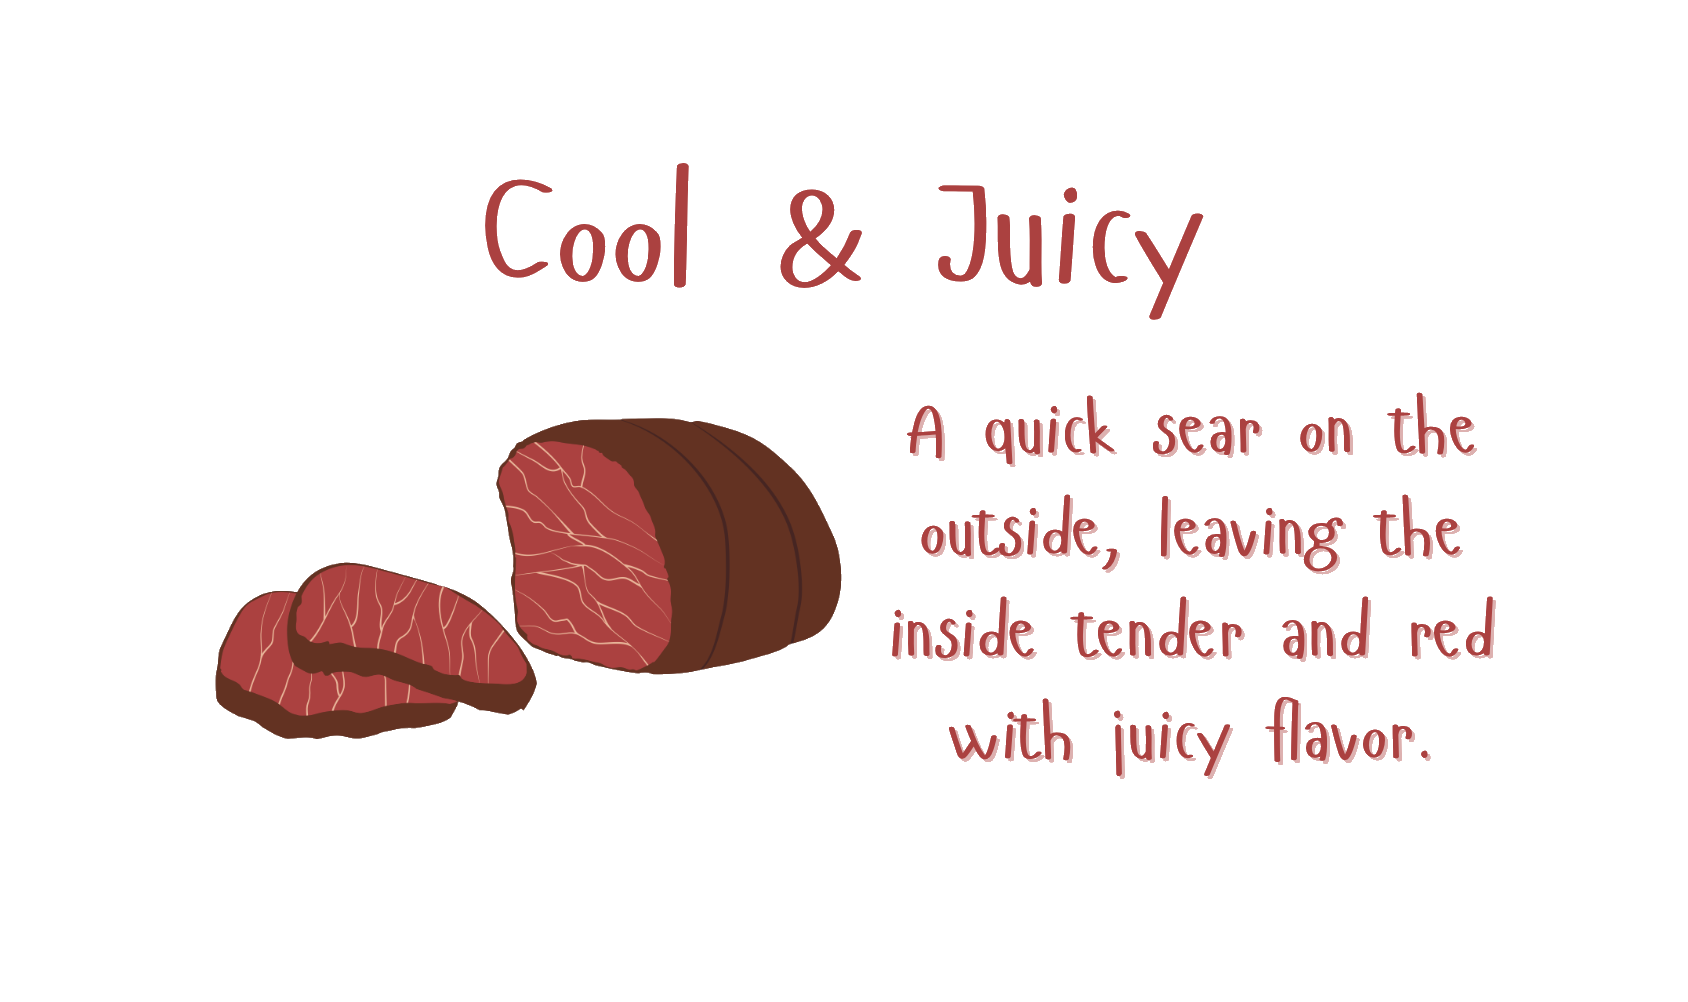 Cool & Juicy
A quick sear on the
outside, leaving the
inside tender and red
with juicy flavor.